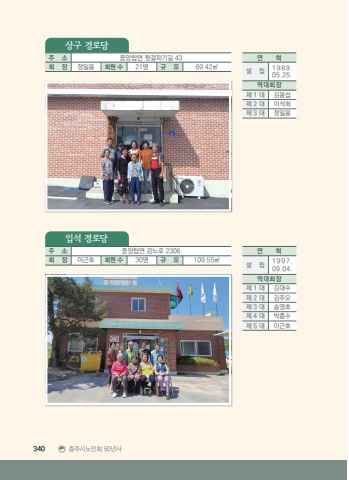 상구 경로당
주 소 중앙탑면 흰갈미기길 43
회 장 정일용 회원수 21명 규 모 69.42㎡
연 혁
설 립 1989. 05.25.
역대회장
제 1 대 김용섭
제 2 대 이석희
제 3 대 정일용
입석 경로당
주 소 중앙탑면 감노로 2306
회 장 이근호 회원수 30명 규 모 109.55㎡
연 혁
설 립 1997. 09.04.
역대회장
제 1 대 김대수
제 2 대 김주오
제 3 대 송영호
제 4 대 박홍수
제 5 대 이근호
340 충주시노인회 50년사